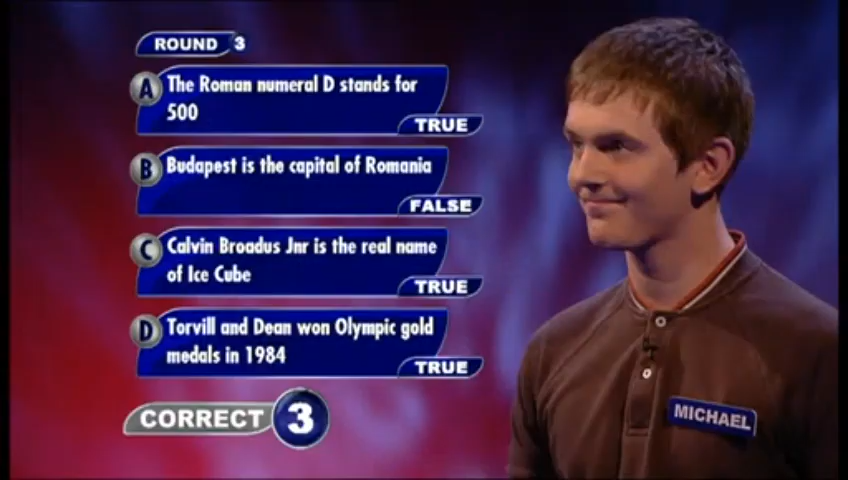 ROUND 3
A The Roman numeral D stands for
500
TRUE
B Budapest is the capital of Romania
FALSE
C Calvin Broadus Jnr is the real name
of Ice Cube
TRUE
D Torvill and Dean won Olympic gold
medals in 1984
TRUE
CORRECT 3
MICHAEL